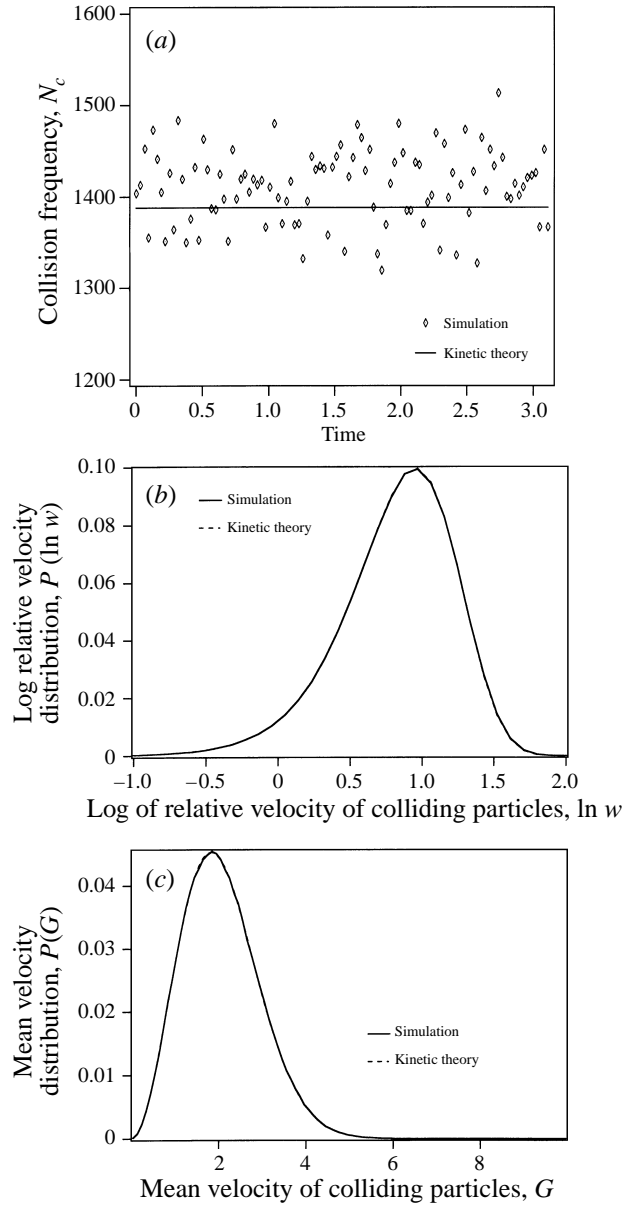 (a)
1600
1500
1400
1300
1200
Collision frequency, N_c
Simulation
Kinetic theory
0 0.5 1.0 1.5 2.0 2.5 3.0
Time
(b)
0.10
0.08
0.06
0.04
0.02
0
Log relative velocity
distribution, P (ln w)
Simulation
Kinetic theory
–1.0 –0.5 0 0.5 1.0 1.5 2.0
Log of relative velocity of colliding particles, ln w
(c)
0.04
0.03
0.02
0.01
0
Mean velocity
distribution, P(G)
Simulation
Kinetic theory
2 4 6 8
Mean velocity of colliding particles, G